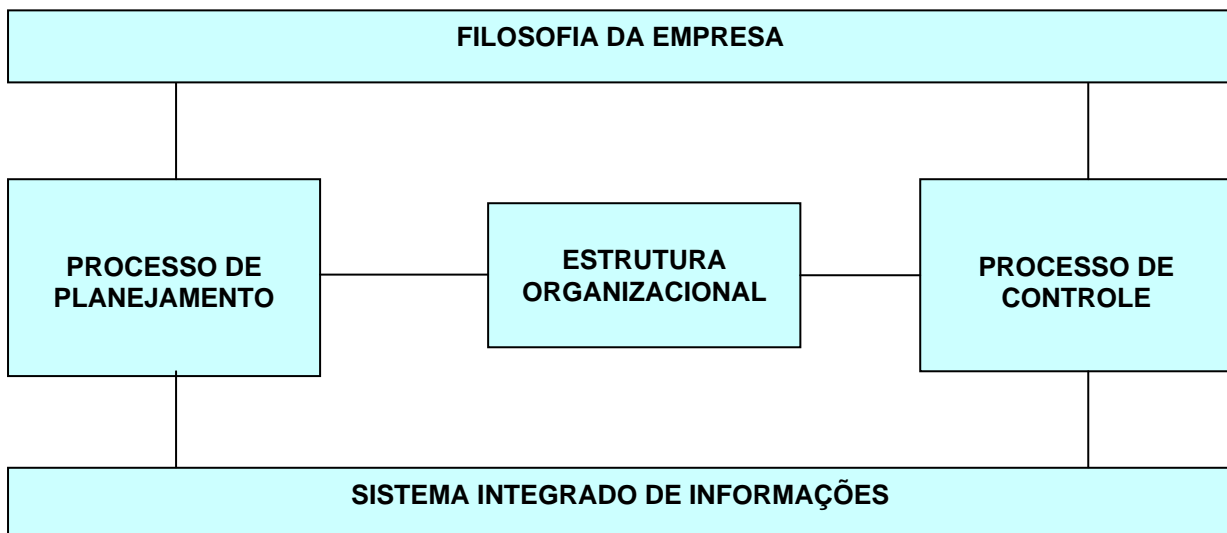 FILOSOFIA DA EMPRESA
PROCESSO DE
PLANEJAMENTO
ESTRUTURA
ORGANIZACIONAL
PROCESSO DE
CONTROLE
SISTEMA INTEGRADO DE INFORMAÇÕES